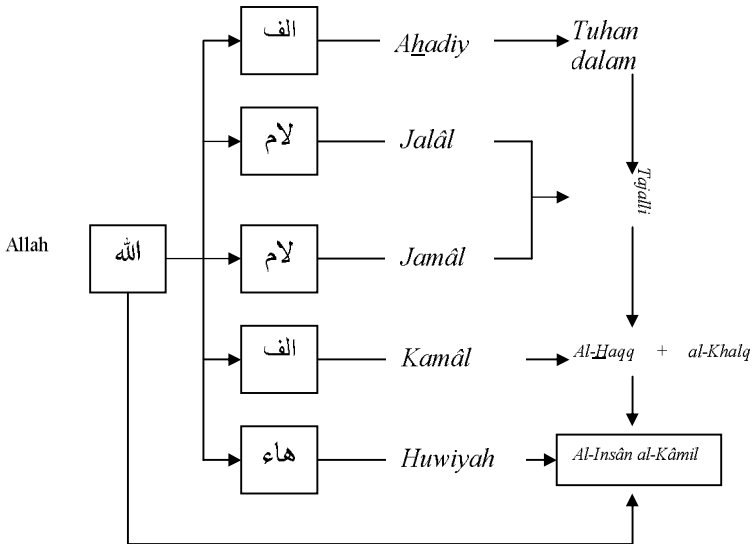 الف
Ahadiy
Tuhan
dalam
لام
Jalâl
Tajalli
Allah
الله
لام
Jamâl
الف
Kamâl
Al-Haqq + al-Khalq
هاء
Huwiyah
Al-Insân al-Kâmil